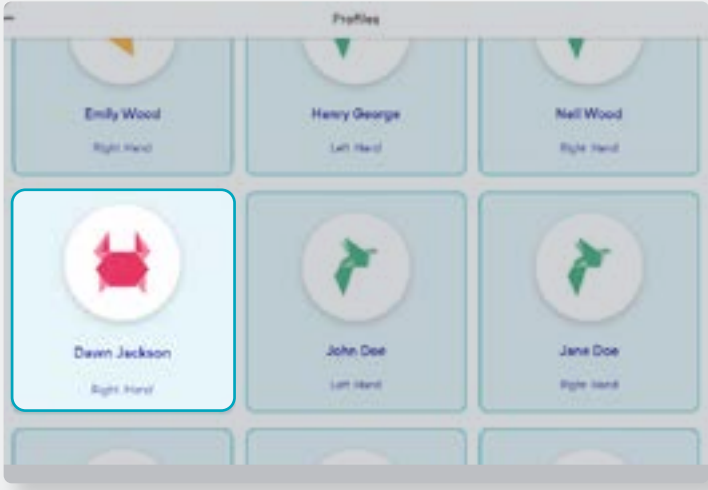 Profiles
Emily Wood
Henry George
Nell Wood
Right Hand
Left Hand
Right Hand
Dawn Jackson
John Doe
Jane Doe
Right Hand
Left Hand
Right Hand